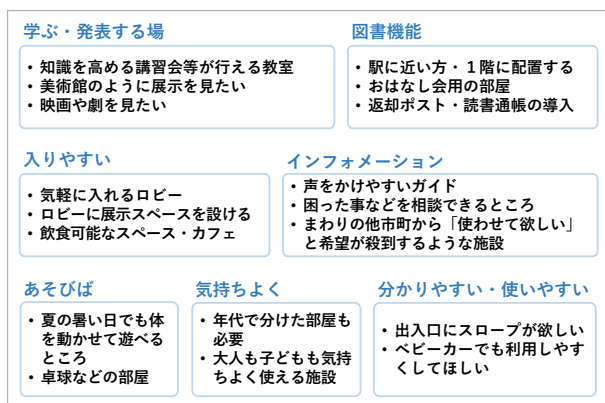 学ぶ・発表する場
・知識を高める講習会等が行える教室
・美術館のように展示を見たい
・映画や劇を見たい
図書機能
・駅に近い方・１階に配置する
・おはなし会用の部屋
・返却ポスト・読書通帳の導入
入りやすい
・気軽に入れるロビー
・ロビーに展示スペースを設ける
・飲食可能なスペース・カフェ
インフォメーション
・声をかけやすいガイド
・困った事などを相談できるところ
・まわりの他市町から「使わせて欲しい」
と希望が殺到するような施設
あそびば
・夏の暑い日でも体
を動かせて遊べる
ところ
・卓球などの部屋
気持ちよく
・年代で分けた部屋も
必要
・大人も子どもも気持
ちよく使える施設
分かりやすい・使いやすい
・出入口にスロープが欲しい
・ベビーカーでも利用しやす
くしてほしい